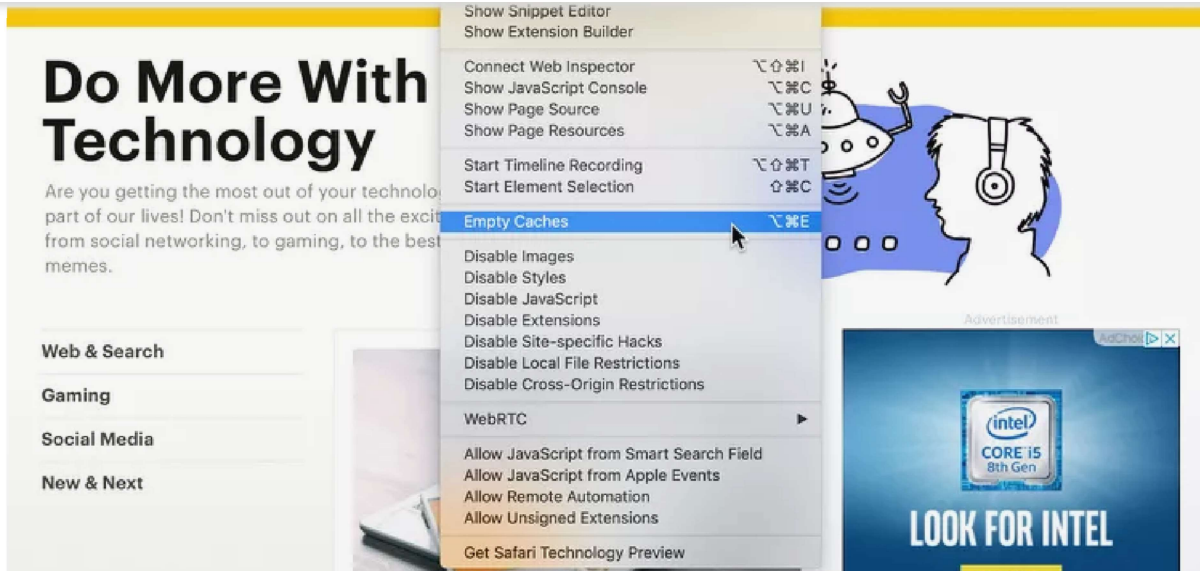 Show Snippet Editor
Show Extension Builder
Connect Web Inspector ⌥⇧⌘I
Show JavaScript Console ⌥⌘C
Show Page Source ⌥⌘U
Show Page Resources ⌥⌘A
Start Timeline Recording ⌥⇧⌘T
Start Element Selection ⇧⌘C
Empty Caches ⌥⌘E
Disable Images
Disable Styles
Disable JavaScript
Disable Extensions
Disable Site-specific Hacks
Disable Local File Restrictions
Disable Cross-Origin Restrictions
WebRTC
Allow JavaScript from Smart Search Field
Allow JavaScript from Apple Events
Allow Remote Automation
Allow Unsigned Extensions
Get Safari Technology Preview
Do More With
Technology
Are you getting the most out of your technolo
part of our lives! Don't miss out on all the excit
from social networking, to gaming, to the best
memes.
Web & Search
Gaming
Social Media
New & Next
Advertisement
intel
CORE i5
8th Gen
LOOK FOR INTEL